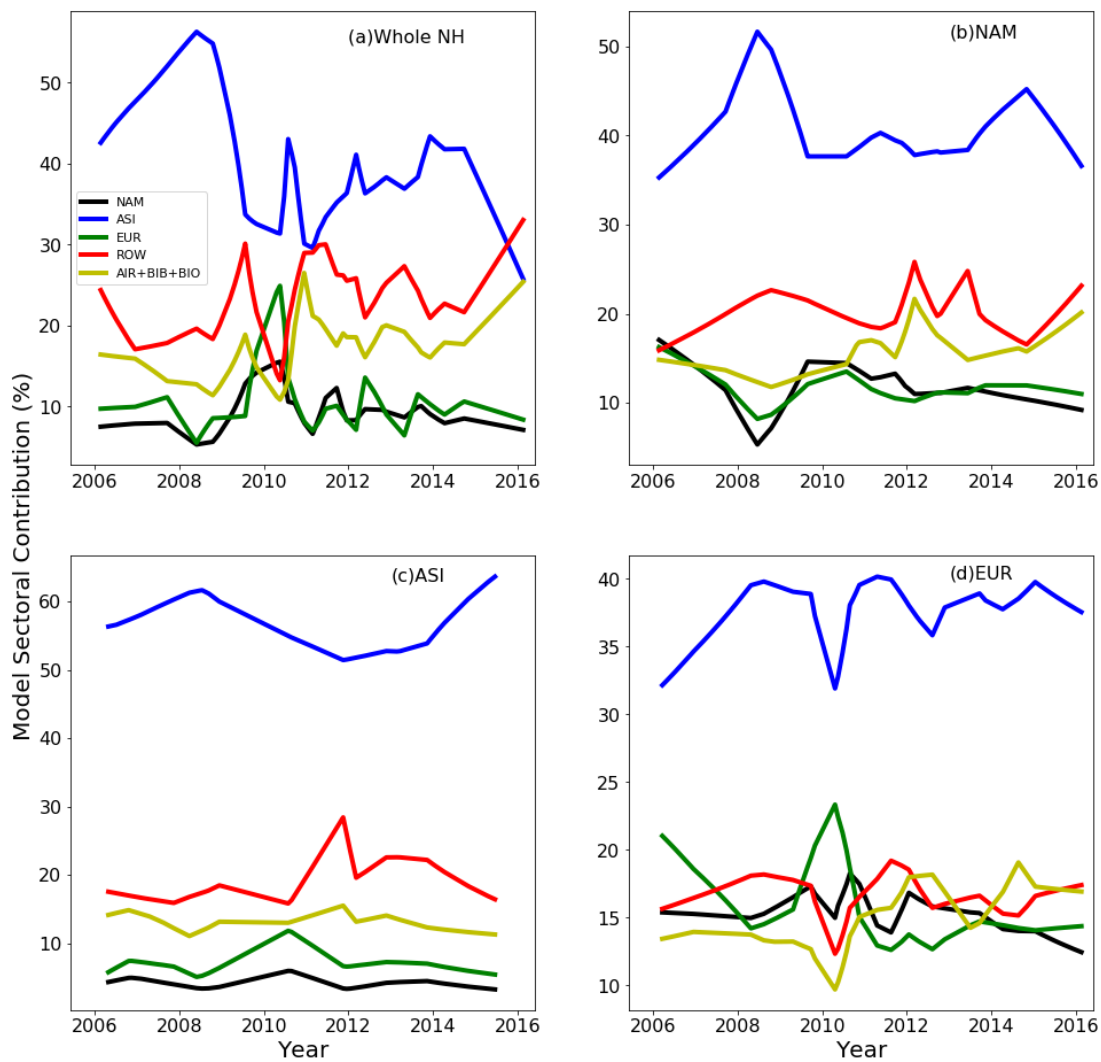 Model Sectoral Contribution (%)
(a)Whole NH
50
40
30
20
10
NAM
ASI
EUR
ROW
AIR+BIB+BIO
2006 2008 2010 2012 2014 2016
(b)NAM
50
40
30
20
10
2006 2008 2010 2012 2014 2016
(c)ASI
60
50
40
30
20
10
2006 2008 2010 2012 2014 2016
Year
(d)EUR
40
35
30
25
20
15
10
2006 2008 2010 2012 2014 2016
Year